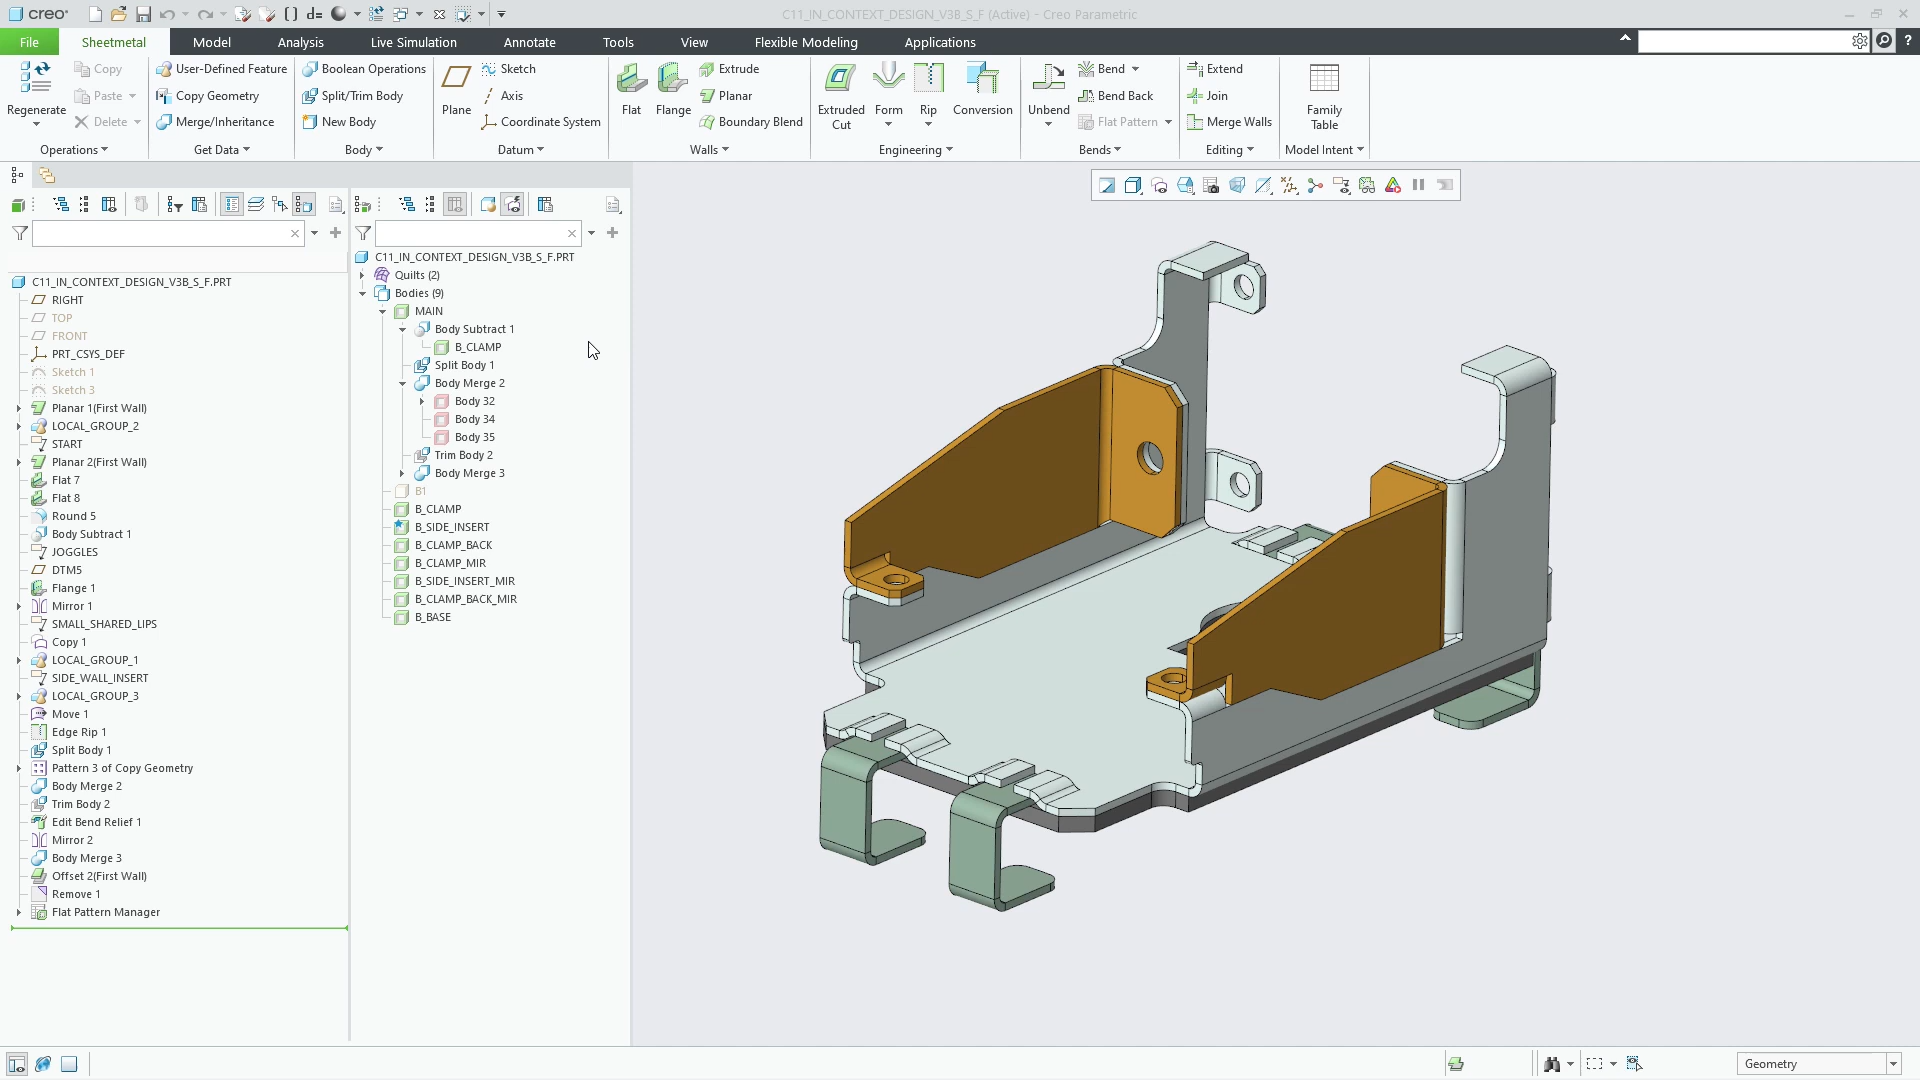 creo
d=
C11_IN_CONTEXT_DESIGN_V3B_S_F (Active) - Creo Parametric
File
Sheetmetal
Model
Analysis
Live Simulation
Annotate
Tools
View
Flexible Modeling
Applications
?
Regenerate
Copy
Paste
Delete
Operations
User-Defined Feature
Copy Geometry
Merge/Inheritance
Get Data
Boolean Operations
Split/Trim Body
New Body
Body
Plane
Sketch
Axis
Coordinate System
Datum
Flat
Flange
Extrude
Planar
Boundary Blend
Walls
Extruded
Cut
Form
Rip
Conversion
Engineering
Unbend
Bend
Bend Back
Flat Pattern
Bends
Extend
Join
Merge Walls
Editing
Family
Table
Model Intent
C11_IN_CONTEXT_DESIGN_V3B_S_F.PRT
RIGHT
TOP
FRONT
PRT_CSYS_DEF
Sketch 1
Sketch 3
Planar 1(First Wall)
LOCAL_GROUP_2
START
Planar 2(First Wall)
Flat 7
Flat 8
Round 5
Body Subtract 1
JOGGLES
DTM5
Flange 1
Mirror 1
SMALL_SHARED_LIPS
Copy 1
LOCAL_GROUP_1
SIDE_WALL_INSERT
LOCAL_GROUP_3
Move 1
Edge Rip 1
Split Body 1
Pattern 3 of Copy Geometry
Body Merge 2
Trim Body 2
Edit Bend Relief 1
Mirror 2
Body Merge 3
Offset 2(First Wall)
Remove 1
Flat Pattern Manager
C11_IN_CONTEXT_DESIGN_V3B_S_F.PRT
Quilts (2)
Bodies (9)
MAIN
Body Subtract 1
B_CLAMP
Split Body 1
Body Merge 2
Body 32
Body 34
Body 35
Trim Body 2
Body Merge 3
B1
B_CLAMP
B_SIDE_INSERT
B_CLAMP_BACK
B_CLAMP_MIR
B_SIDE_INSERT_MIR
B_CLAMP_BACK_MIR
B_BASE
Geometry